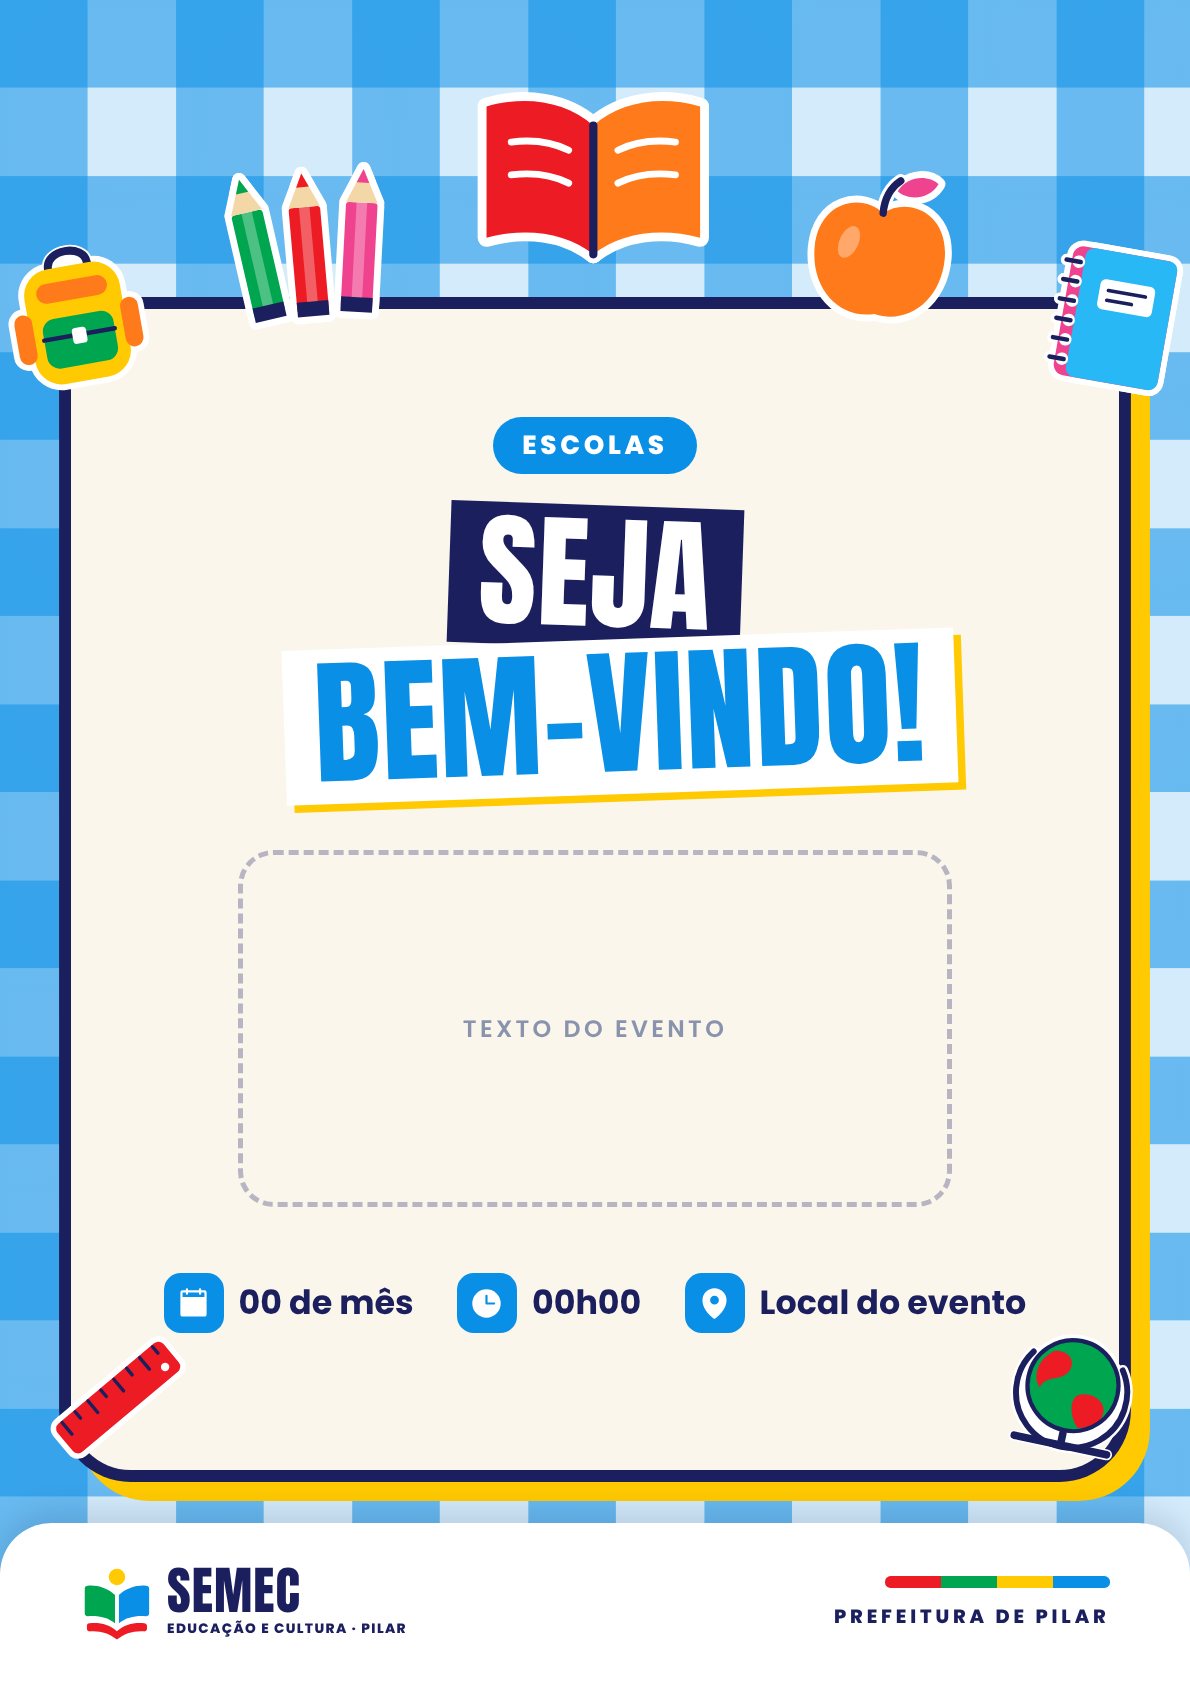 ESCOLAS
SEJA
BEM-VINDO!
TEXTO DO EVENTO
00 de mês
00h00
Local do evento
SEMEC
EDUCAÇÃO E CULTURA · PILAR
PREFEITURA DE PILAR